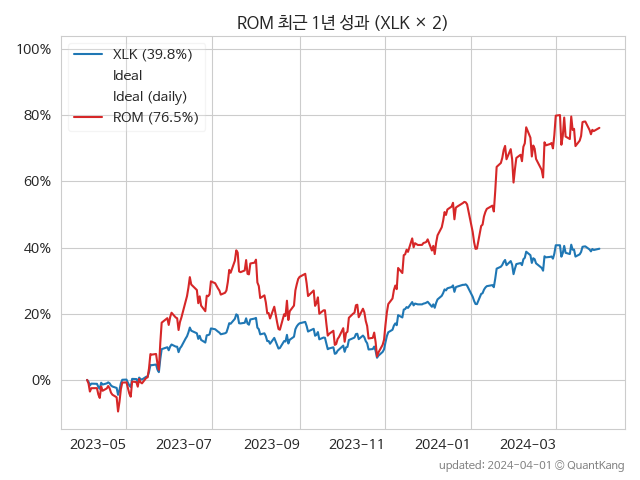 ROM 최근 1년 성과 (XLK × 2)
XLK (39.8%)
Ideal
Ideal (daily)
ROM (76.5%)
100%
80%
60%
40%
20%
0%
2023-05 2023-07 2023-09 2023-11 2024-01 2024-03
updated: 2024-04-01 © QuantKang